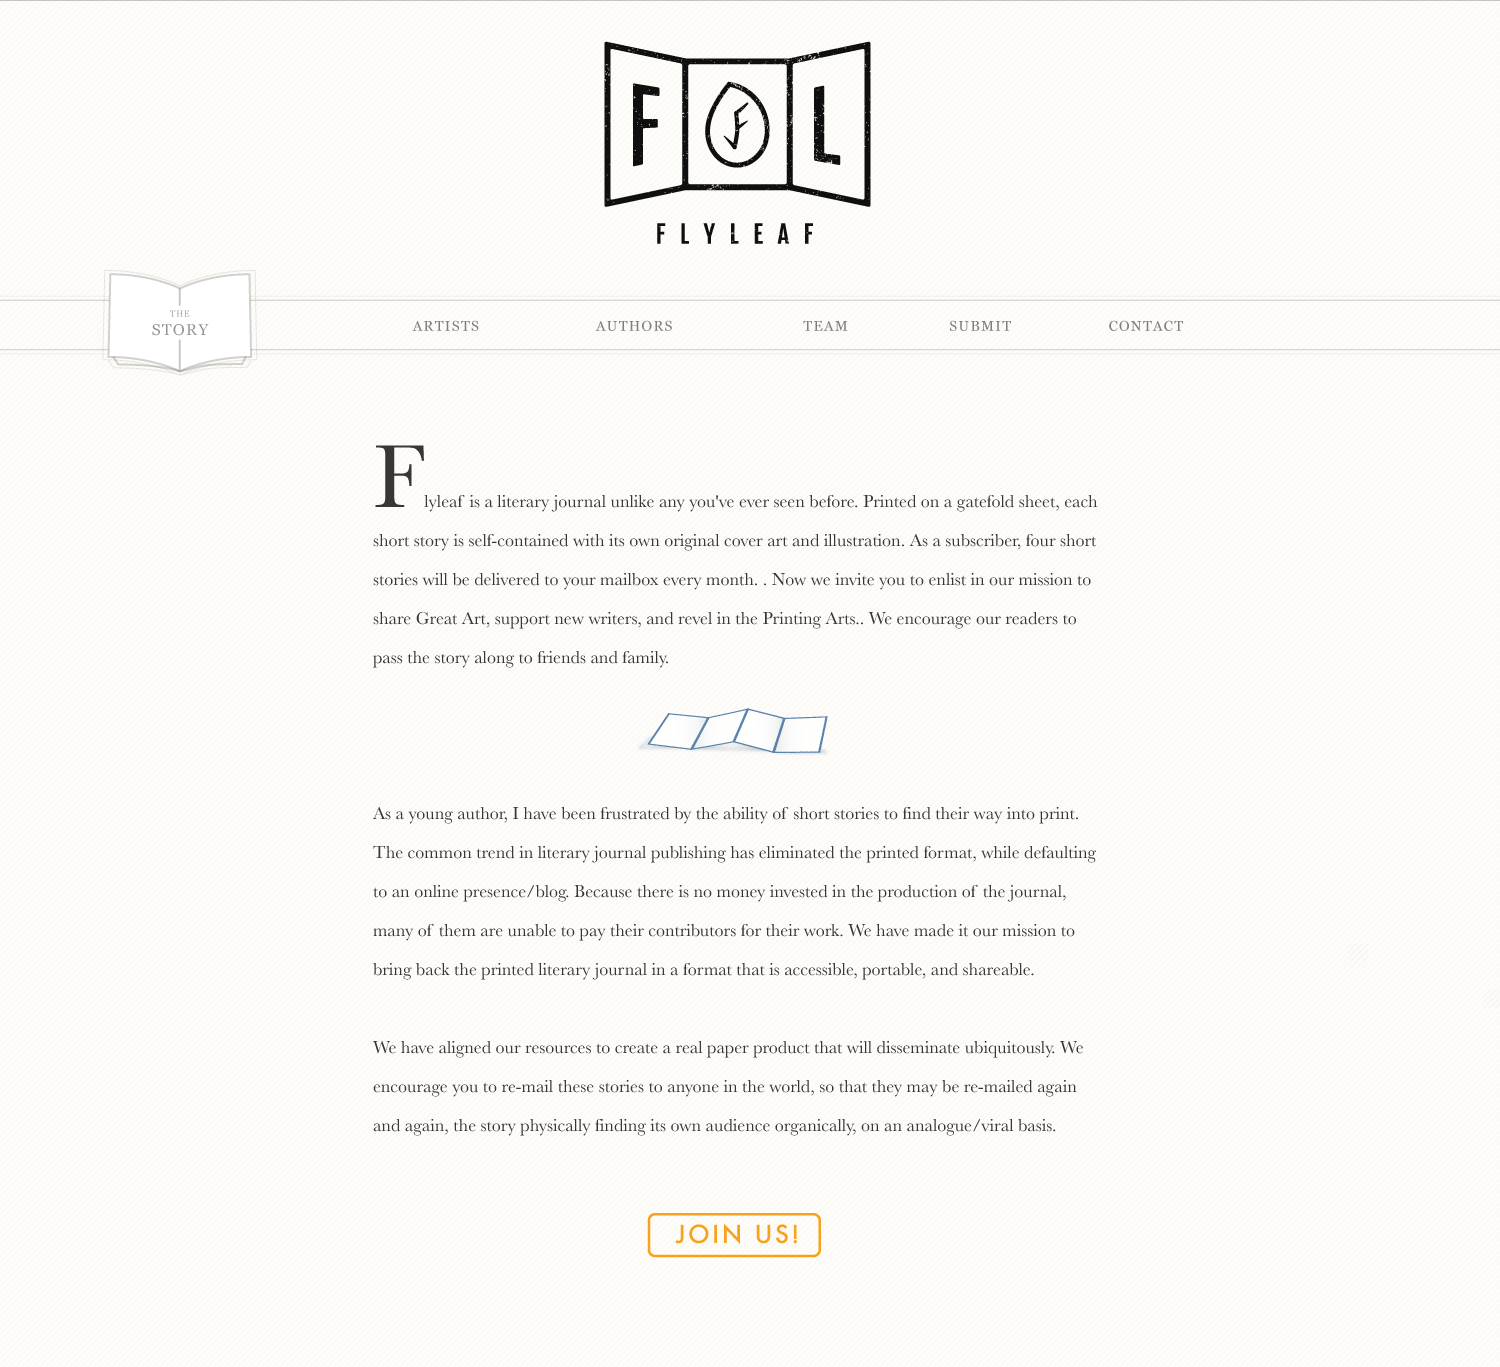 F L
FLYLEAF
THE
STORY
ARTISTS AUTHORS TEAM SUBMIT CONTACT
Flyleaf is a literary journal unlike any you've ever seen before. Printed on a gatefold sheet, each
short story is self-contained with its own original cover art and illustration. As a subscriber, four short
stories will be delivered to your mailbox every month. . Now we invite you to enlist in our mission to
share Great Art, support new writers, and revel in the Printing Arts.. We encourage our readers to
pass the story along to friends and family.
As a young author, I have been frustrated by the ability of short stories to find their way into print.
The common trend in literary journal publishing has eliminated the printed format, while defaulting
to an online presence/blog. Because there is no money invested in the production of the journal,
many of them are unable to pay their contributors for their work. We have made it our mission to
bring back the printed literary journal in a format that is accessible, portable, and shareable.
We have aligned our resources to create a real paper product that will disseminate ubiquitously. We
encourage you to re-mail these stories to anyone in the world, so that they may be re-mailed again
and again, the story physically finding its own audience organically, on an analogue/viral basis.
JOIN US!